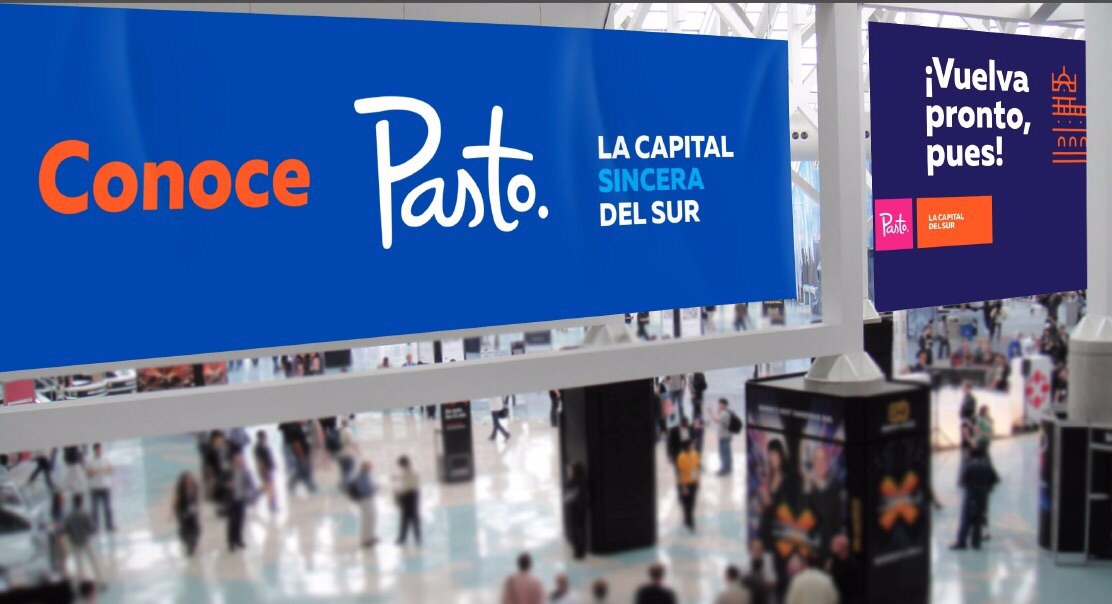 Conoce
Pasto.
LA CAPITAL
SINCERA
DEL SUR
¡Vuelva
pronto,
pues!
Pasto.
LA CAPITAL
DEL SUR